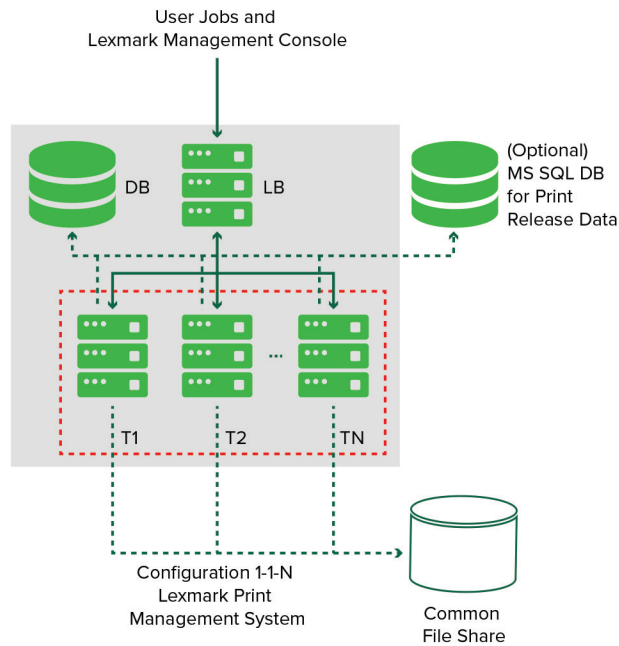 User Jobs and
Lexmark Management Console
DB
LB
(Optional)
MS SQL DB
for Print
Release Data
...
T1
T2
TN
Configuration 1-1-N
Lexmark Print
Management System
Common
File Share